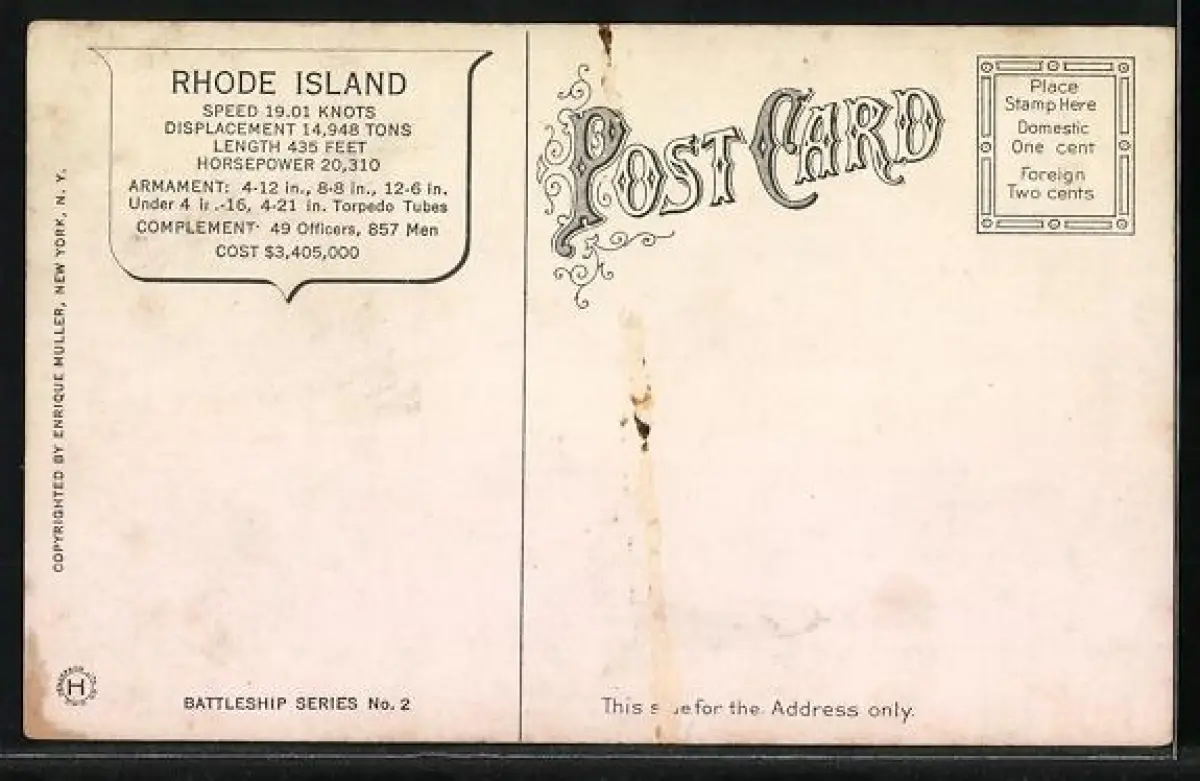 RHODE ISLAND
SPEED 19.01 KNOTS
DISPLACEMENT 14,948 TONS
LENGTH 435 FEET
HORSEPOWER 20,310
ARMAMENT: 4-12 in., 8-8 in., 12-6 in.
Under 4 in.-16, 4-21 in. Torpedo Tubes
COMPLEMENT· 49 Officers, 857 Men
COST $3,405,000
COPYRIGHTED BY ENRIQUE MULLER, NEW YORK, N. Y.
H
BATTLESHIP SERIES No. 2
POST CARD
Place
Stamp Here
Domestic
One cent
Foreign
Two cents
This side for the Address only.